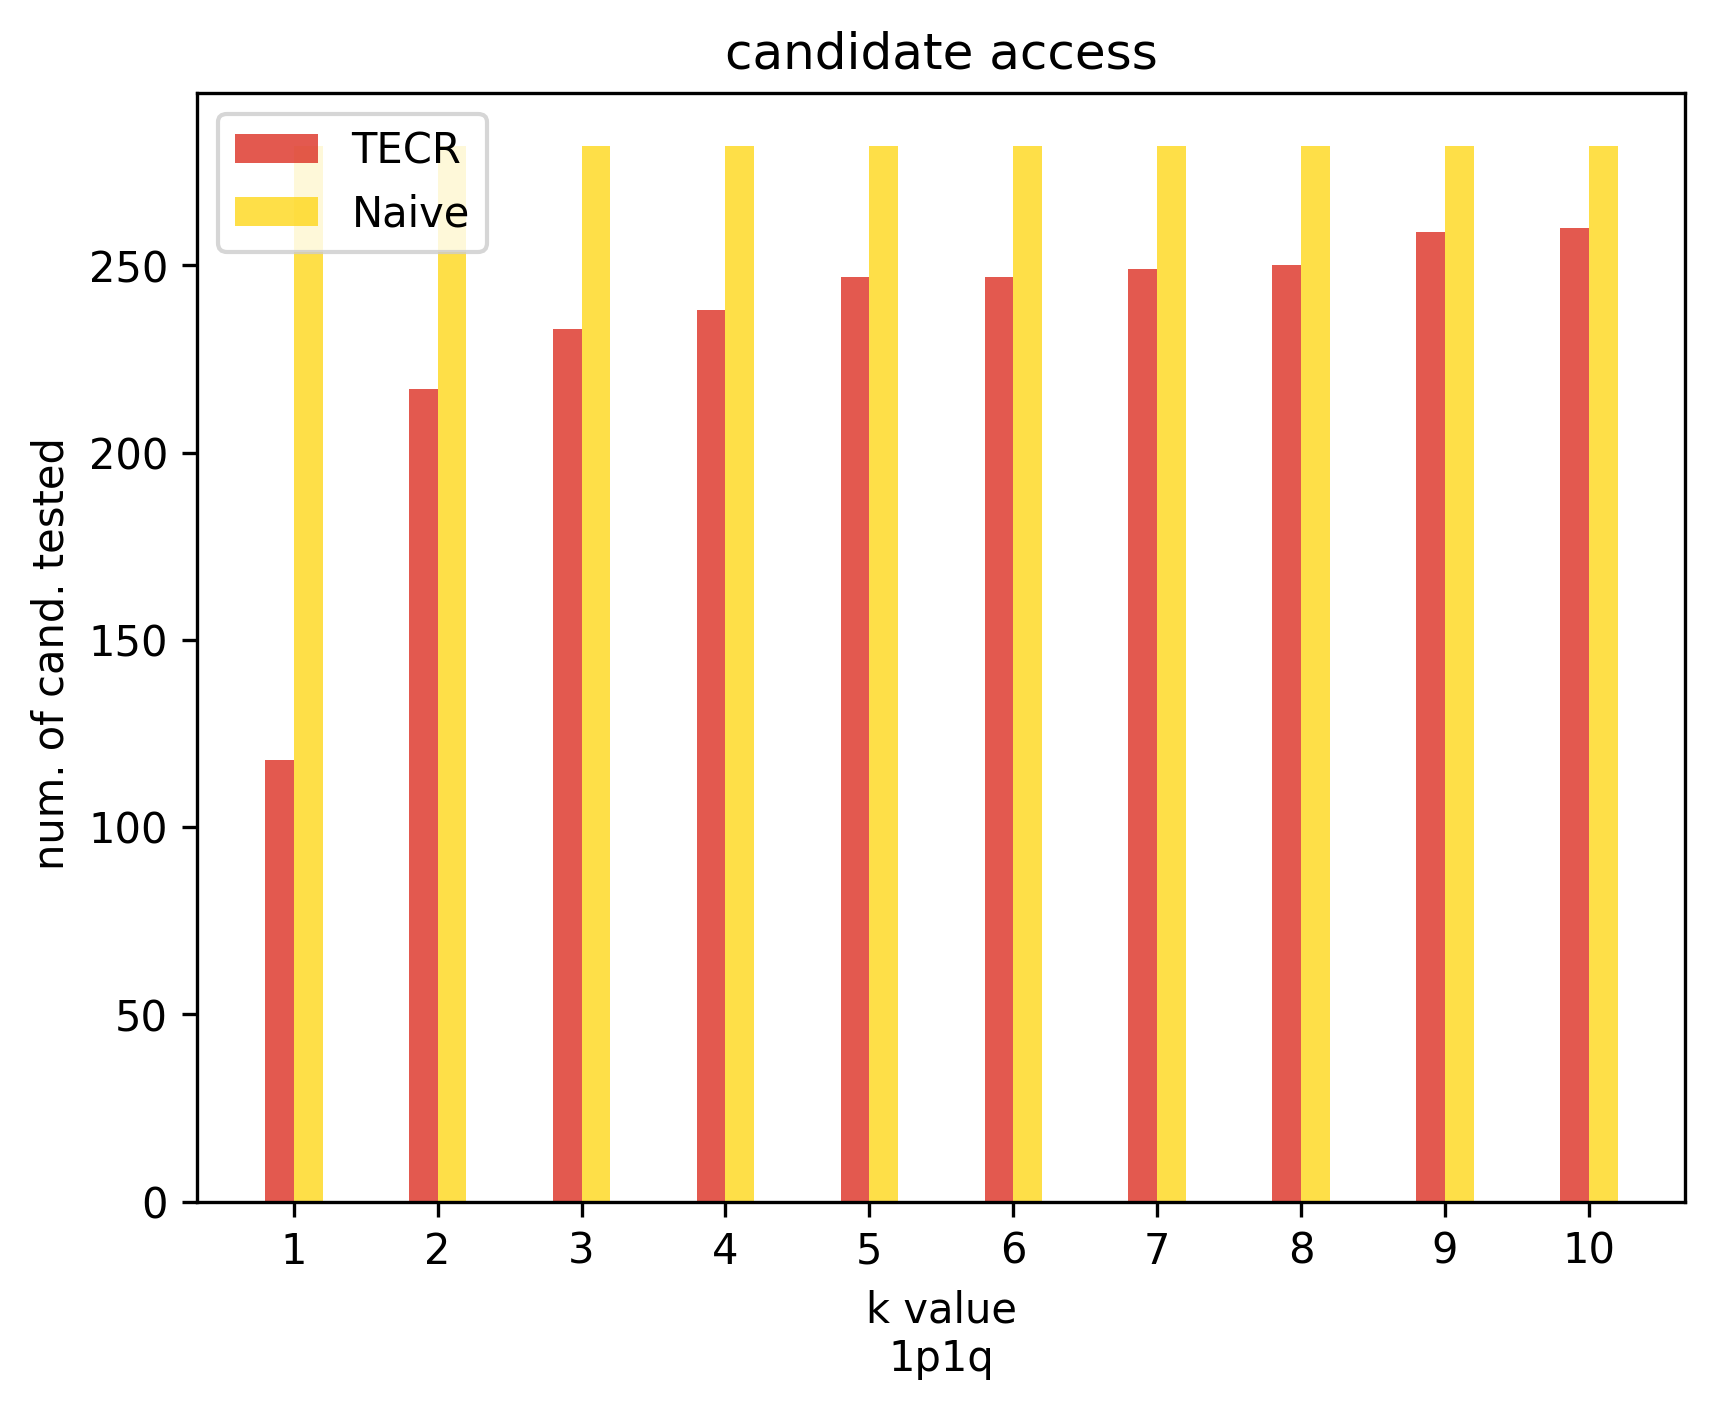 candidate access
TECR
Naive
250
200
150
100
50
0
num. of cand. tested
1 2 3 4 5 6 7 8 9 10
k value
1p1q